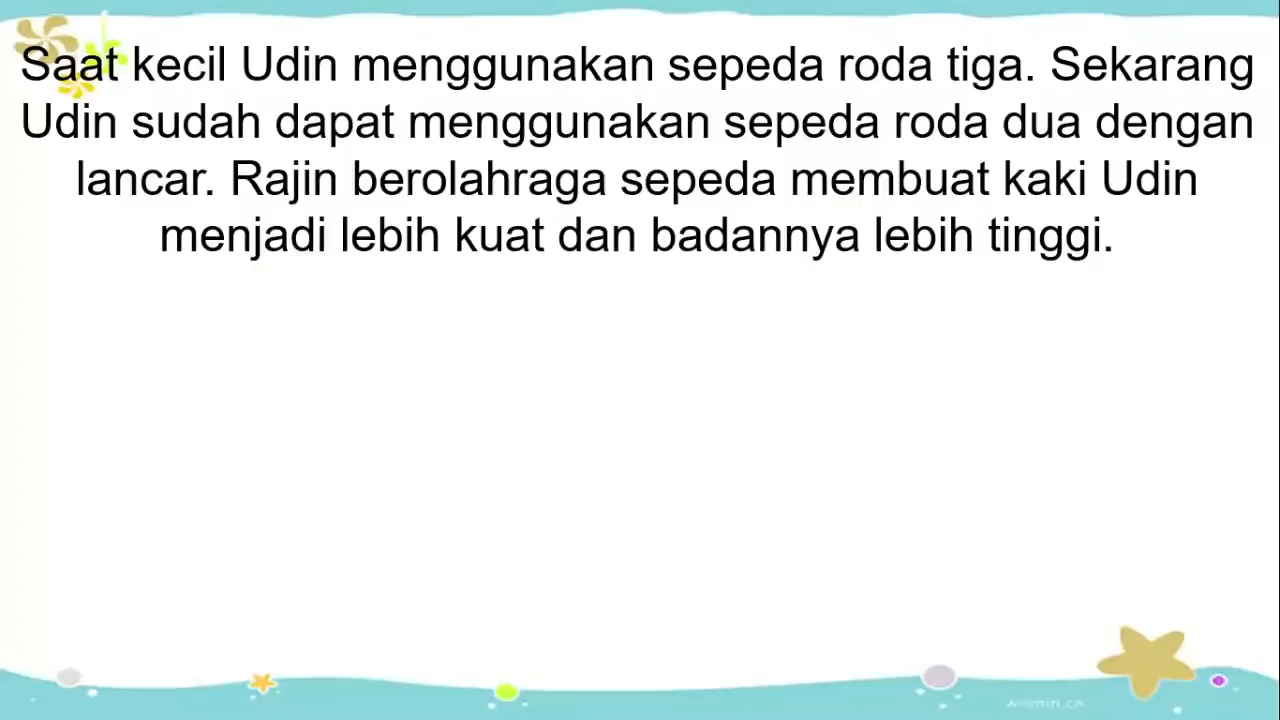 Saat kecil Udin menggunakan sepeda roda tiga. Sekarang
Udin sudah dapat menggunakan sepeda roda dua dengan
lancar. Rajin berolahraga sepeda membuat kaki Udin
menjadi lebih kuat dan badannya lebih tinggi.